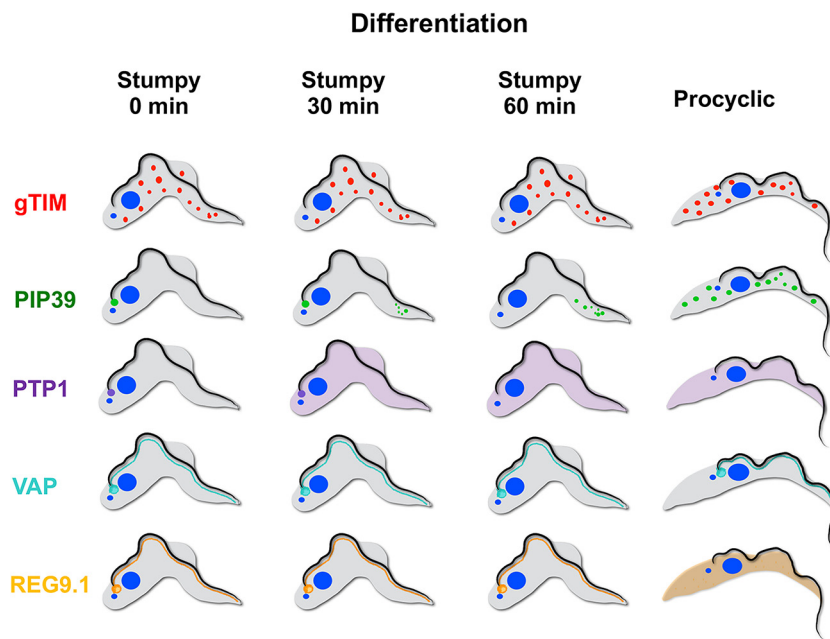 Differentiation
Stumpy
0 min
Stumpy
30 min
Stumpy
60 min
Procyclic
gTIM
PIP39
PTP1
VAP
REG9.1